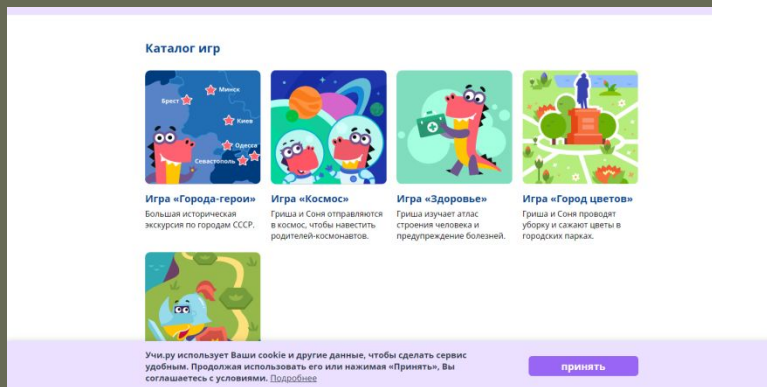 Каталог игр
Минск
Брест
Киев
Одесса
Севастополь
Игра «Города-герои»
Большая историческая
экскурсия по городам СССР.
Игра «Космос»
Гриша и Соня отправляются
в космос, чтобы навестить
родителей-космонавтов.
Игра «Здоровье»
Гриша изучает атлас
строения человека и
предупреждение болезней.
Игра «Город цветов»
Гриша и Соня проводят
уборку и сажают цветы в
городских парках.
Учи.ру использует Ваши cookie и другие данные, чтобы сделать сервис
удобным. Продолжая использовать его или нажимая «Принять», Вы
соглашаетесь с условиями. Подробнее
принять